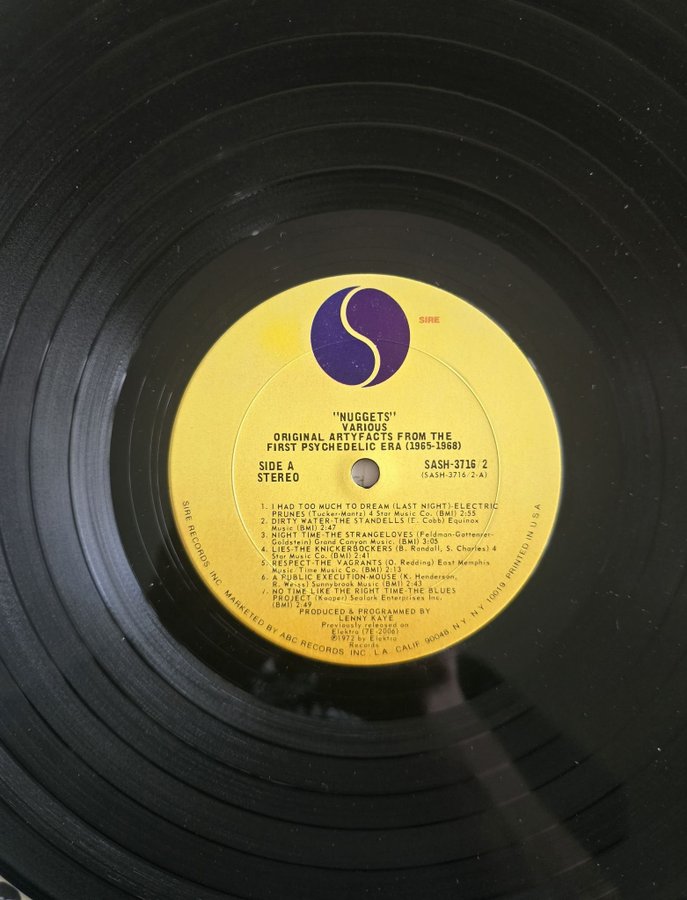 SIRE
"NUGGETS"
VARIOUS
ORIGINAL ARTYFACTS FROM THE
FIRST PSYCHEDELIC ERA (1965-1968)
SIDE A
STEREO
SASH-3716/2
(SASH-3716/2-A)
1. I HAD TOO MUCH TO DREAM (LAST NIGHT)-ELECTRIC
PRUNES (Tucker-Mantz) 4 Star Music Co. (BMI) 2:55
2. DIRTY WATER-THE STANDELLS (E. Cobb) Equinox
Music (BMI) 2:47
3. NIGHT TIME-THE STRANGELOVES (Feldman-Gottenrer-
Goldstein) Grand Canyon Music. (BMI) 3:05
4. LIES-THE KNICKERBOCKERS (B. Randall, S. Charles) 4
Star Music Co. (BMI) 2:41
5. RESPECT-THE VAGRANTS (O. Redding) East Memphis
Music/Time Music Co. (BMI) 2:13
6. A PUBLIC EXECUTION-MOUSE (K. Henderson,
R. Weiss) Sunnybrook Music (BMI) 2:43
7. NO TIME LIKE THE RIGHT TIME-THE BLUES
PROJECT (Kooper) Sealark Enterprises Inc.
(BMI) 2:49
PRODUCED & PROGRAMMED BY
LENNY KAYE
Previously released on
Elektra (7E-2006)
℗1972 by Elektra
Records
SIRE RECORDS, INC. MARKETED BY ABC RECORDS INC. L.A. CALIF. 90048, N.Y. N.Y. 10019. PRINTED IN U.S.A.